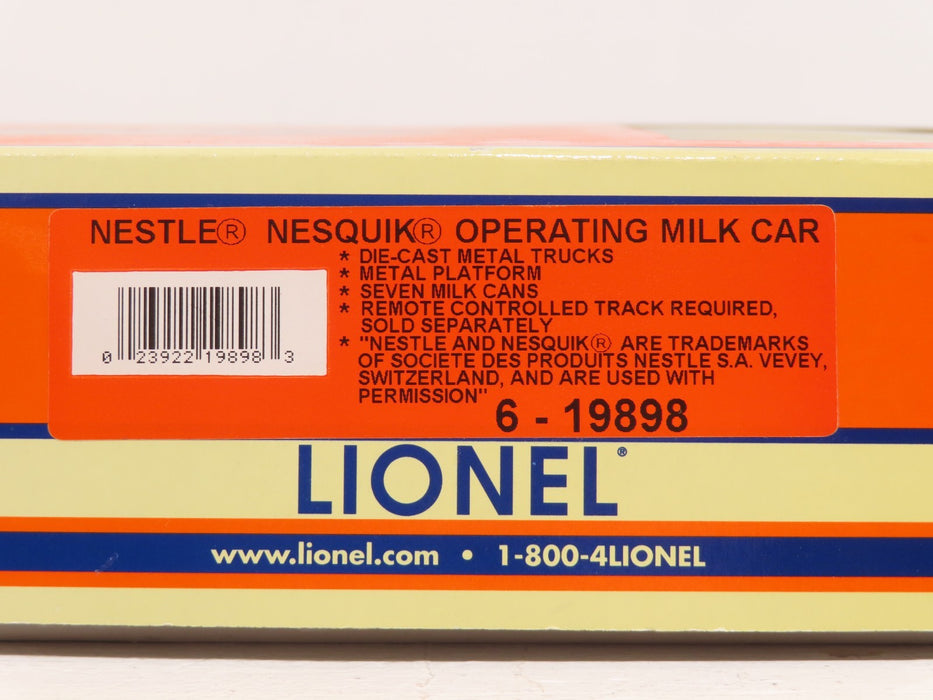 NESTLE® NESQUIK® OPERATING MILK CAR
* DIE-CAST METAL TRUCKS
* METAL PLATFORM
* SEVEN MILK CANS
* REMOTE CONTROLLED TRACK REQUIRED,
SOLD SEPARATELY
* "NESTLE AND NESQUIK® ARE TRADEMARKS
OF SOCIETE DES PRODUITS NESTLE S.A. VEVEY,
SWITZERLAND, AND ARE USED WITH
PERMISSION"
0 23922 19898 3
6 - 19898
LIONEL®
www.lionel.com • 1-800-4LIONEL